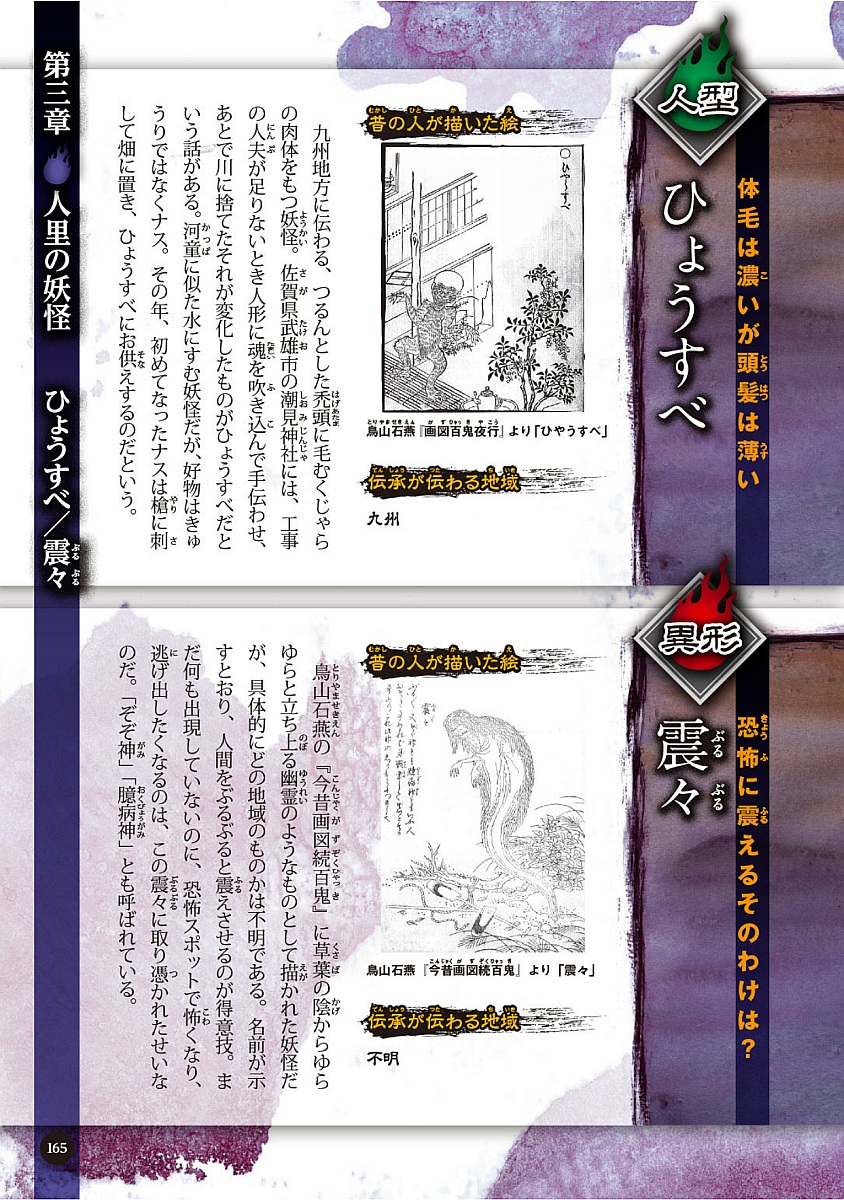 人型
体毛は濃いが頭髪は薄い
ひょうすべ
昔の人が描いた絵
○ひやうすべ
鳥山石燕『画図百鬼夜行』より「ひやうすべ」
伝承が伝わる地域
九州
九州地方に伝わる、つるんとした禿頭に毛むくじゃら
の肉体をもつ妖怪。佐賀県武雄市の潮見神社には、工事
の人夫が足りないとき人形に魂を吹き込んで手伝わせ、
あとで川に捨てたそれが変化したものがひょうすべだと
いう話がある。河童に似た水にすむ妖怪だが、好物はきゅ
うりではなくナス。その年、初めてなったナスは槍に刺
して畑に置き、ひょうすべにお供えするのだという。
異形
恐怖に震えるそのわけは?
震々
ぶるぶる
昔の人が描いた絵
震々
鳥山石燕『今昔画図続百鬼』より「震々」
伝承が伝わる地域
不明
鳥山石燕の『今昔画図続百鬼』に草葉の陰からゆら
ゆらと立ち上る幽霊のようなものとして描かれた妖怪だ
が、具体的にどの地域のものかは不明である。名前が示
すとおり、人間をぶるぶると震えさせるのが得意技。ま
だ何も出現していないのに、恐怖スポットで怖くなり、
逃げ出したくなるのは、この震々に取り憑かれたせいな
のだ。「ぞぞ神」「臆病神」とも呼ばれている。
第三章 人里の妖怪 ひょうすべ/震々
165